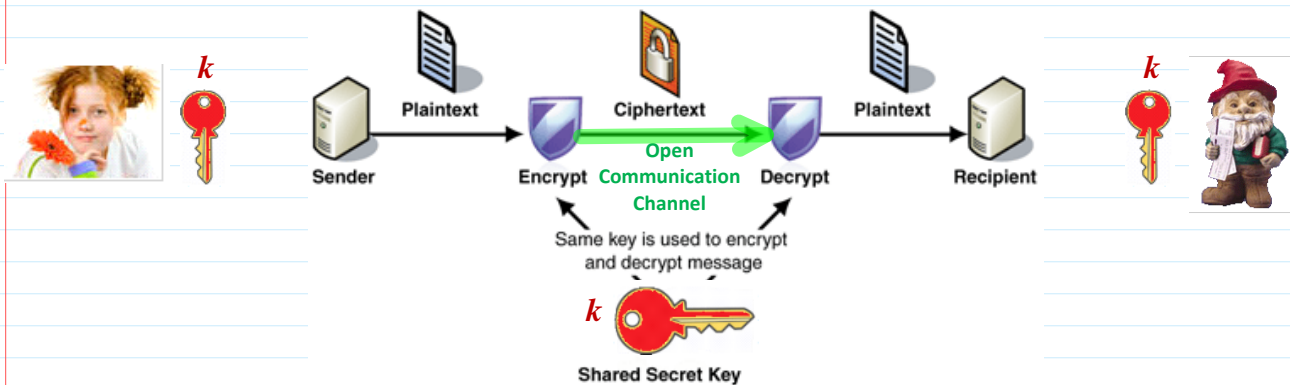 k
k
Plaintext
Ciphertext
Plaintext
Sender
Encrypt
Open
Communication
Channel
Decrypt
Recipient
Same key is used to encrypt
and decrypt message
k
Shared Secret Key